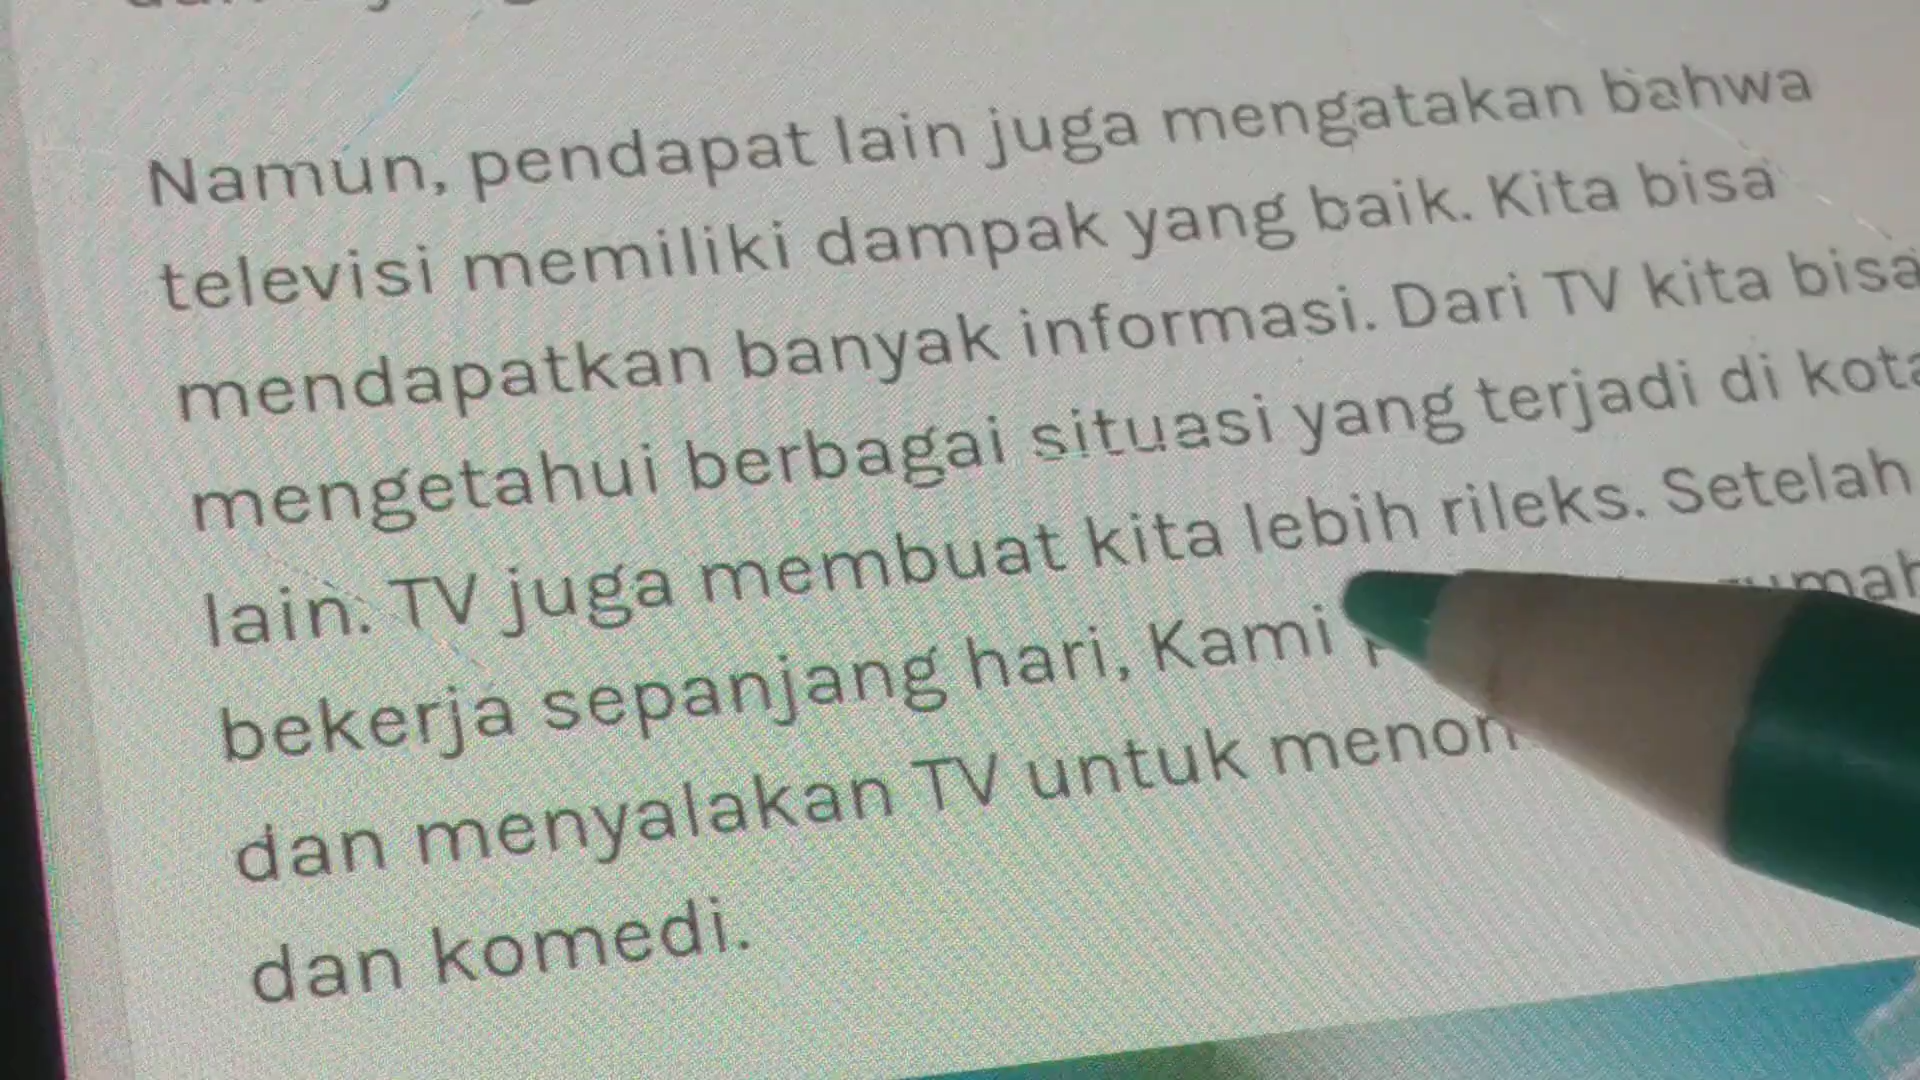 Namun, pendapat lain juga mengatakan bahwa
televisi memiliki dampak yang baik. Kita bisa
mendapatkan banyak informasi. Dari TV kita bisa
mengetahui berbagai situasi yang terjadi di kota
lain. TV juga membuat kita lebih rileks. Setelah
bekerja sepanjang hari, Kami
dan menyalakan TV untuk
dan komedi.